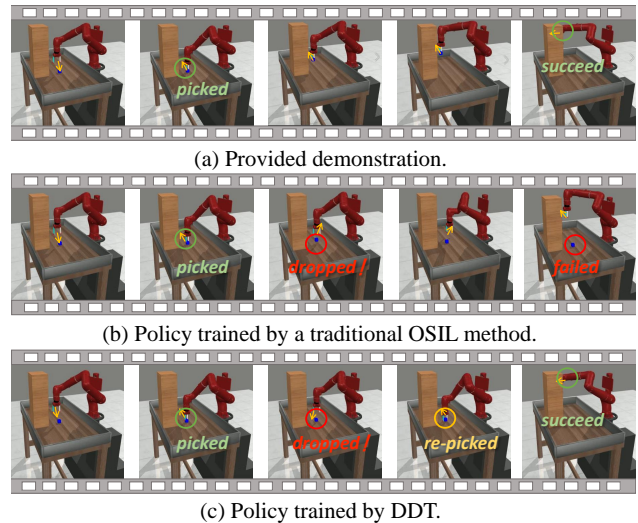 picked
succeed
(a) Provided demonstration.
picked
dropped!
failed
(b) Policy trained by a traditional OSIL method.
picked
dropped!
re-picked
succeed
(c) Policy trained by DDT.